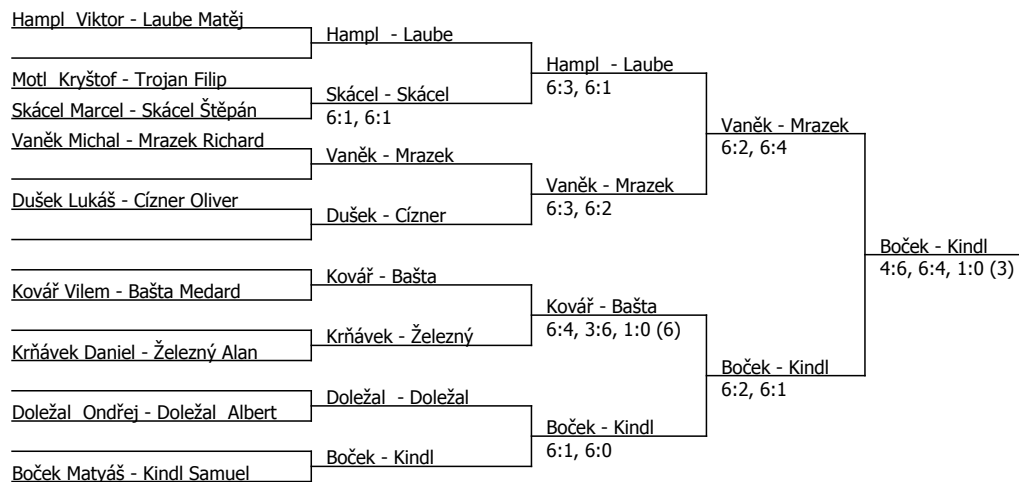 Hampl  Viktor - Laube Matěj
Motl  Kryštof - Trojan Filip
Skácel Marcel - Skácel Štěpán
Vaněk Michal - Mrazek Richard
Dušek Lukáš - Cízner Oliver
Kovář Vilem - Bašta Medard
Krňávek Daniel - Železný Alan
Doležal  Ondřej - Doležal  Albert
Boček Matyáš - Kindl Samuel
Hampl  - Laube
Skácel - Skácel
6:1, 6:1
Vaněk - Mrazek
Dušek - Cízner
Kovář - Bašta
Krňávek - Železný
Doležal  - Doležal
Boček - Kindl
Hampl  - Laube
6:3, 6:1
Vaněk - Mrazek
6:3, 6:2
Kovář - Bašta
6:4, 3:6, 1:0 (6)
Boček - Kindl
6:1, 6:0
Vaněk - Mrazek
6:2, 6:4
Boček - Kindl
6:2, 6:1
Boček - Kindl
4:6, 6:4, 1:0 (3)